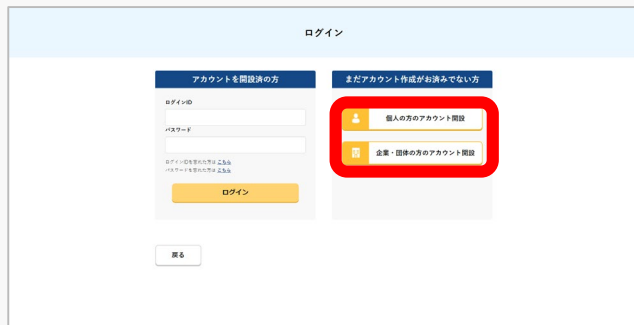 ログイン
アカウントを開設済の方
ログインID
パスワード
ログインIDを忘れた方は こちら
パスワードを忘れた方は こちら
ログイン
まだアカウント作成がお済みでない方
個人の方のアカウント開設
企業・団体の方のアカウント開設
戻る